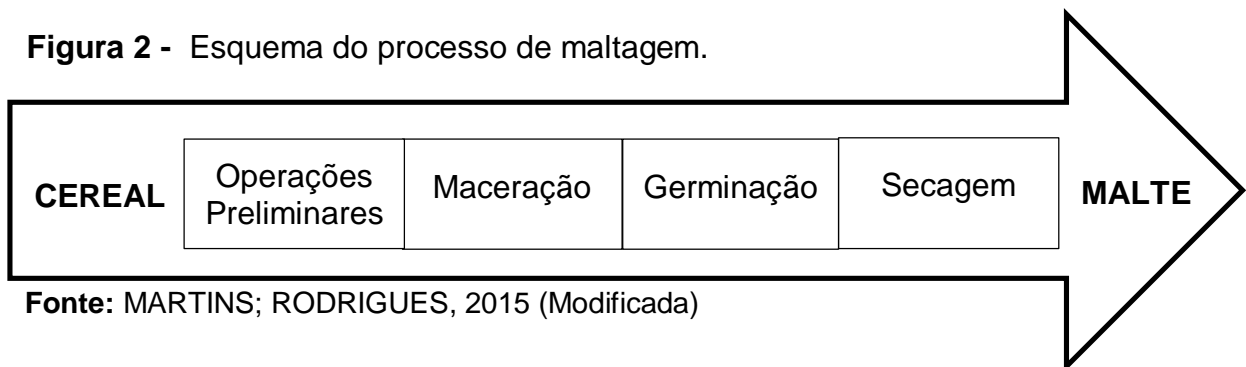 Figura 2 - Esquema do processo de maltagem.
CEREAL
Operações
Preliminares
Maceração
Germinação
Secagem
MALTE
Fonte: MARTINS; RODRIGUES, 2015 (Modificada)